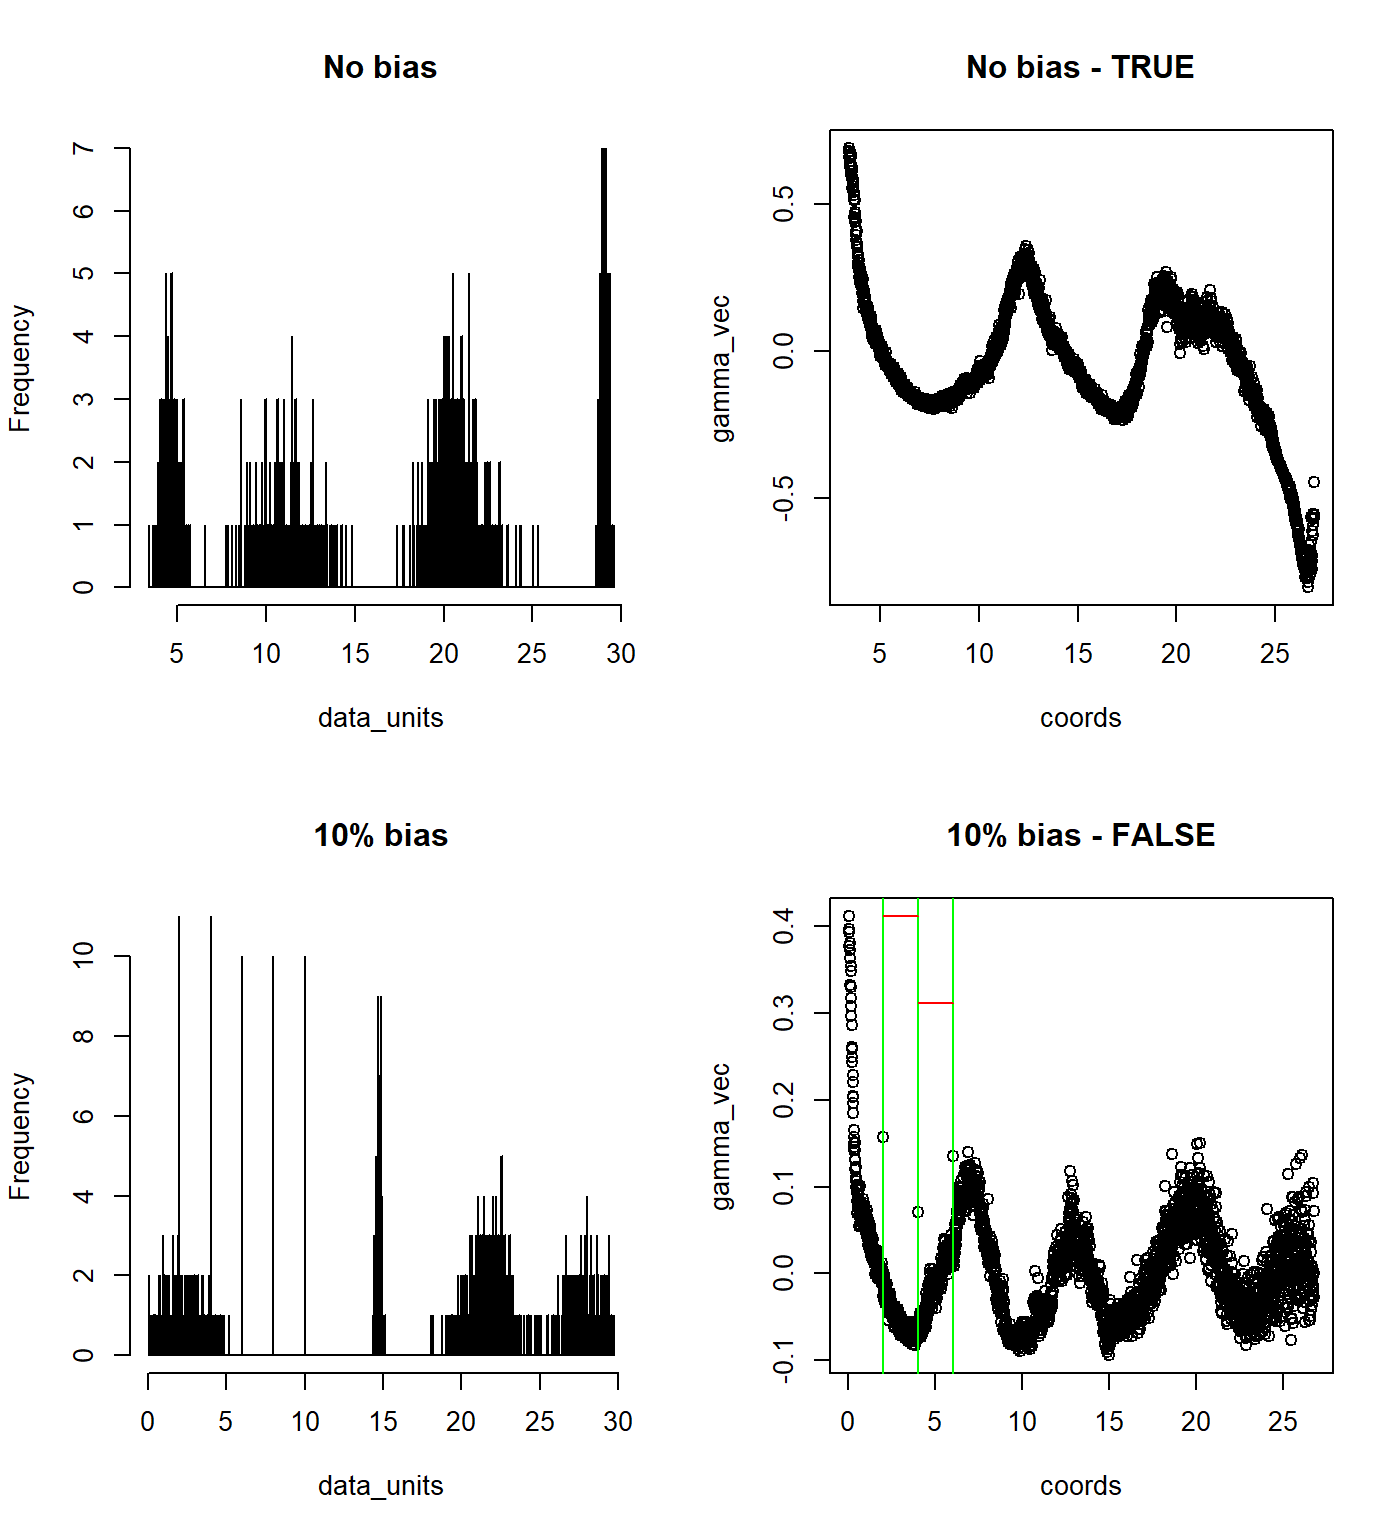 No bias
Frequency
0 1 2 3 4 5 6 7
5 10 15 20 25 30
data_units
No bias - TRUE
gamma_vec
-0.5 0.0 0.5
5 10 15 20 25
coords
10% bias
Frequency
0 2 4 6 8 10
0 5 10 15 20 25 30
data_units
10% bias - FALSE
gamma_vec
-0.1 0.0 0.1 0.2 0.3 0.4
0 5 10 15 20 25
coords